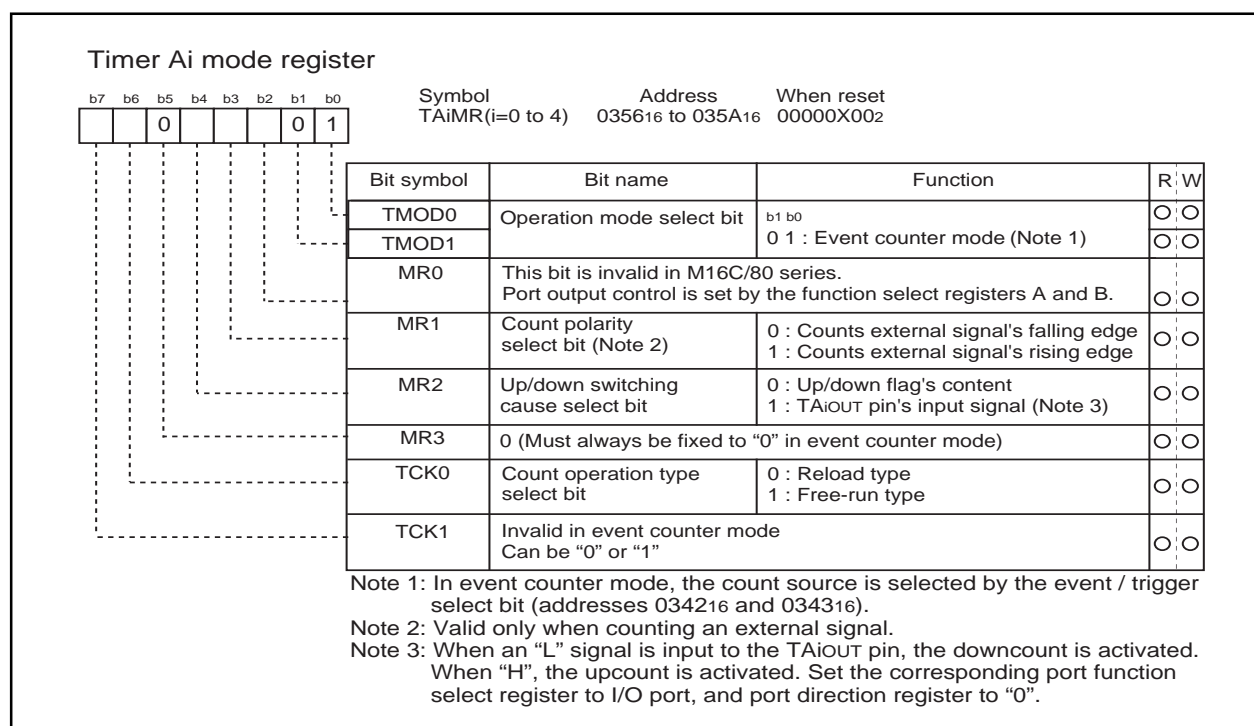 Timer Ai mode register
b7 b6 b5 b4 b3 b2 b1 b0
0 0 1
Symbol Address When reset
TAiMR(i=0 to 4) 035616 to 035A16 00000X002
Bit symbol Bit name Function R W
TMOD0 Operation mode select bit b1 b0
TMOD1 0 1 : Event counter mode (Note 1)
MR0 This bit is invalid in M16C/80 series.
Port output control is set by the function select registers A and B.
MR1 Count polarity 0 : Counts external signal's falling edge
select bit (Note 2) 1 : Counts external signal's rising edge
MR2 Up/down switching 0 : Up/down flag's content
cause select bit 1 : TAiOUT pin's input signal (Note 3)
MR3 0 (Must always be fixed to “0” in event counter mode)
TCK0 Count operation type 0 : Reload type
select bit 1 : Free-run type
TCK1 Invalid in event counter mode
Can be “0” or “1”
Note 1: In event counter mode, the count source is selected by the event / trigger
select bit (addresses 034216 and 034316).
Note 2: Valid only when counting an external signal.
Note 3: When an “L” signal is input to the TAiOUT pin, the downcount is activated.
When “H”, the upcount is activated. Set the corresponding port function
select register to I/O port, and port direction register to “0”.